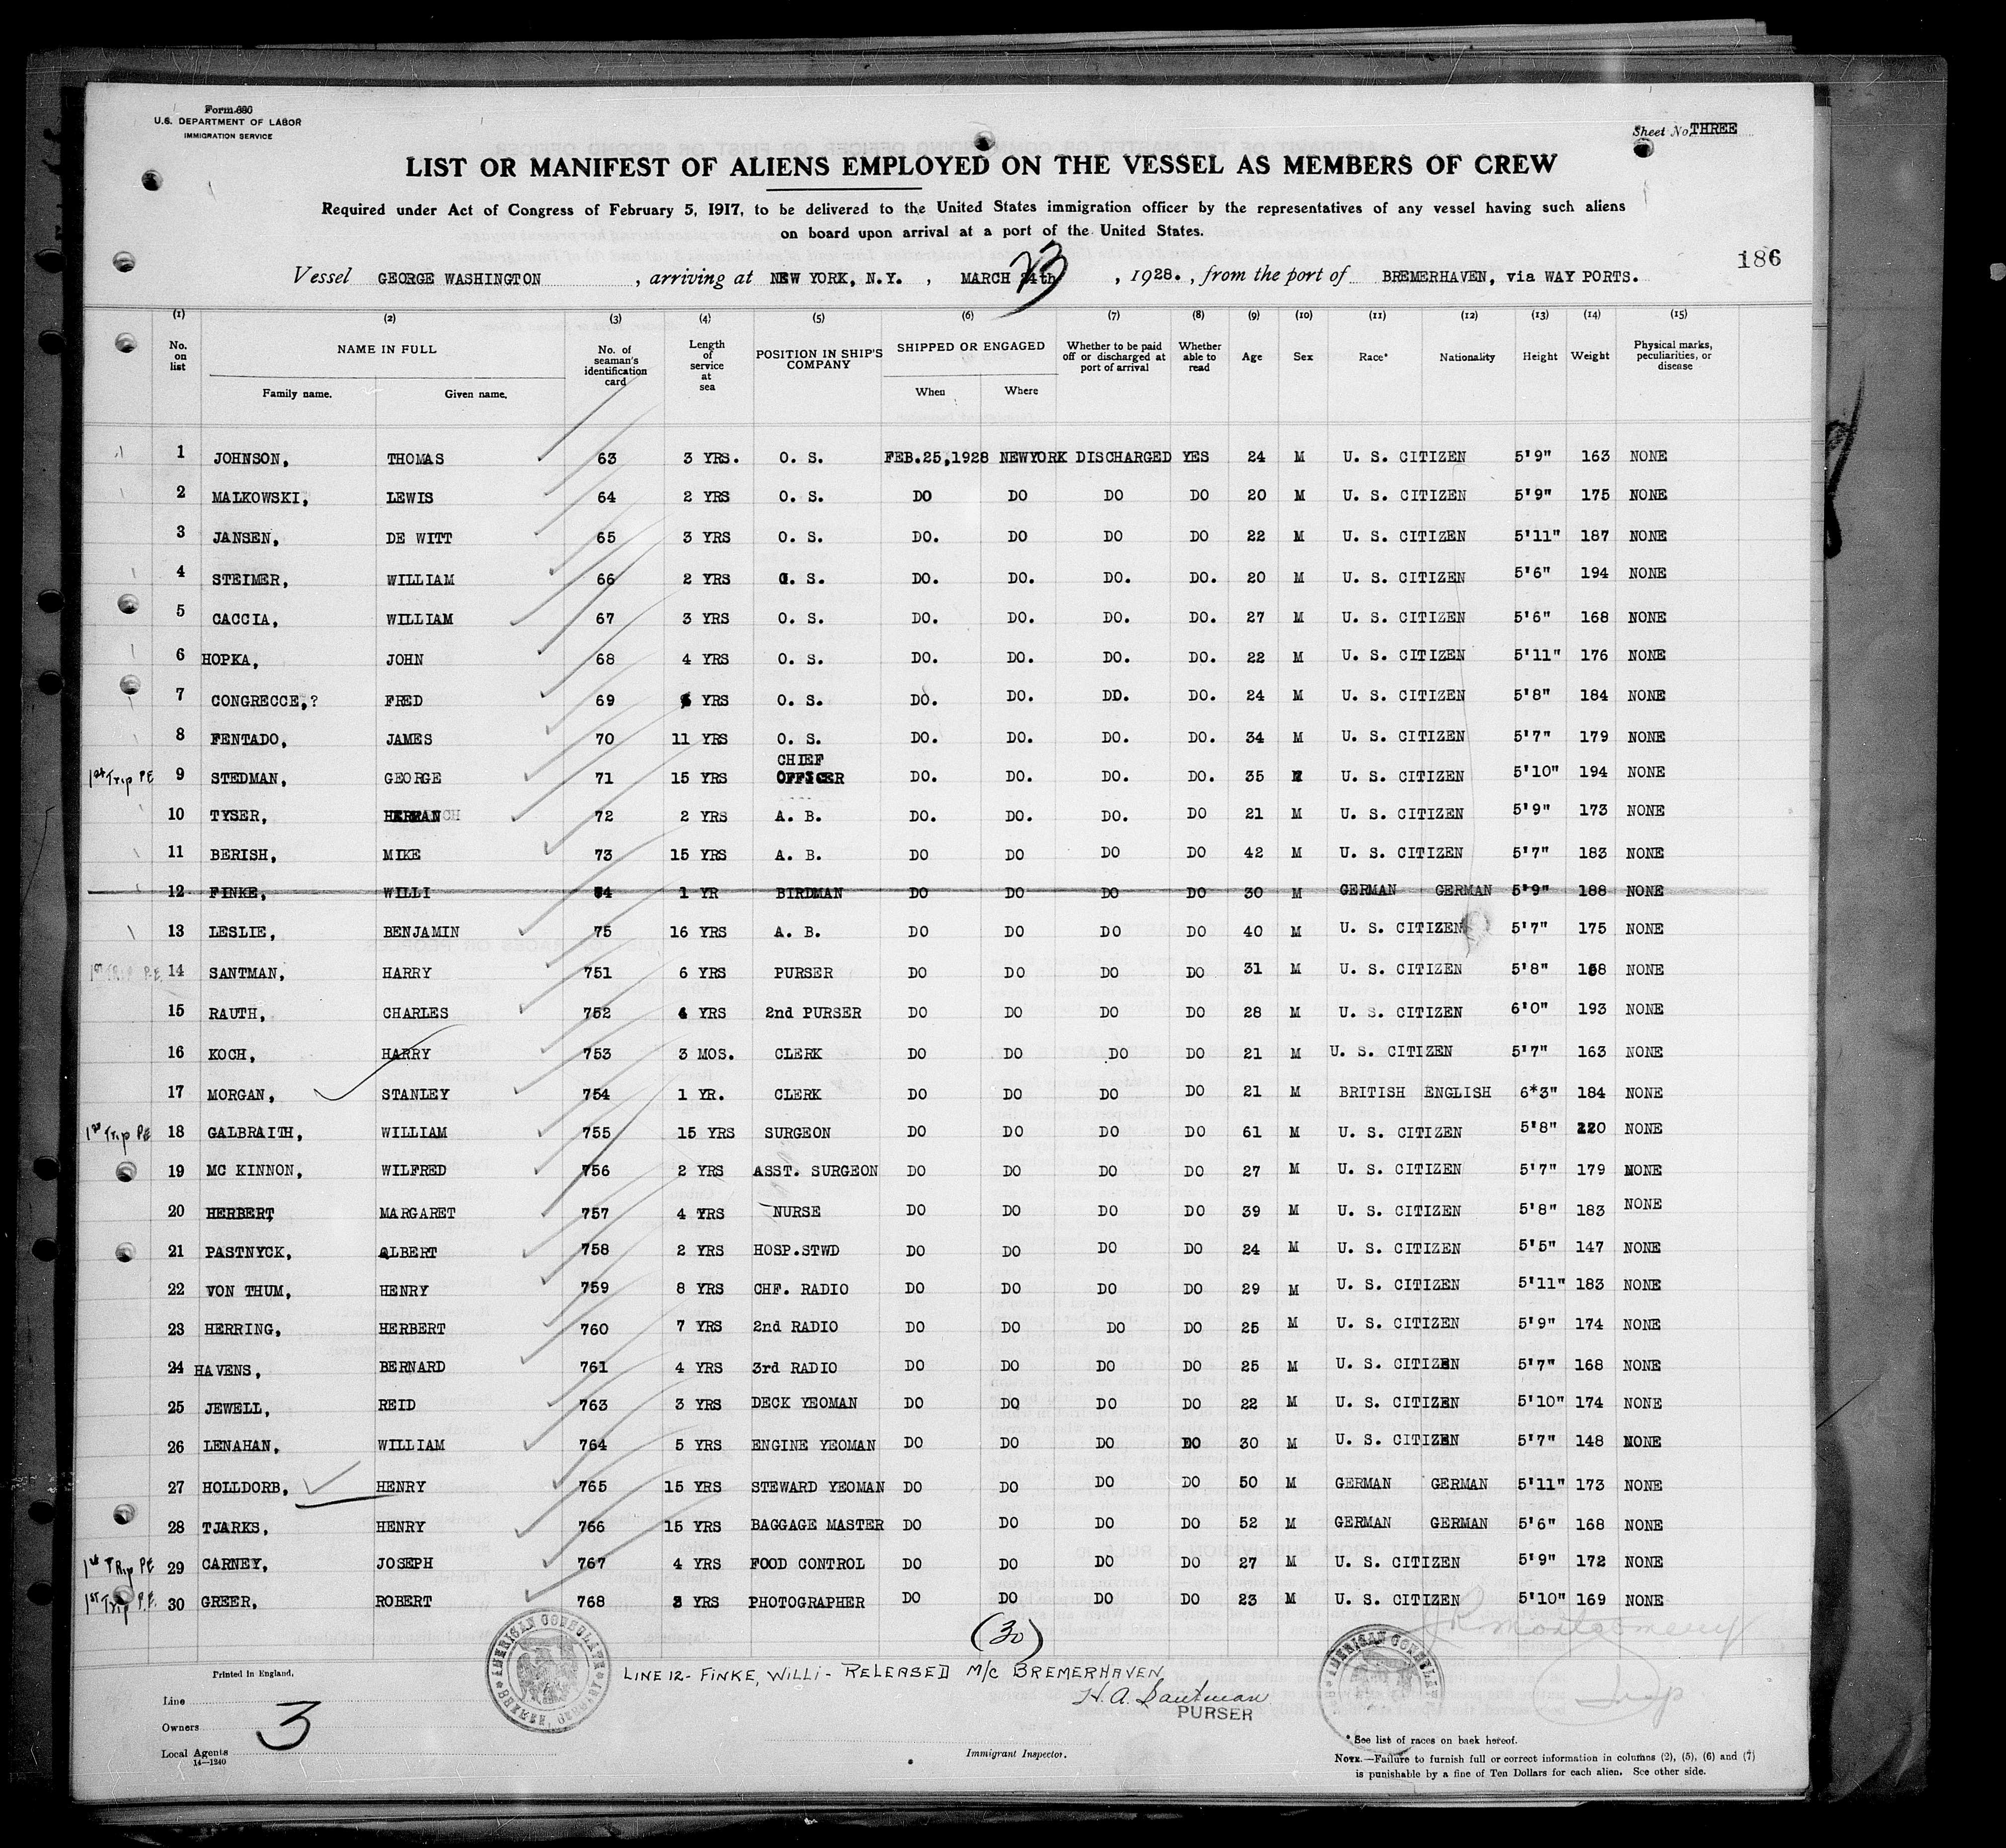 Form 680
U.S. DEPARTMENT OF LABOR
IMMIGRATION SERVICE
Sheet No. THREE
LIST OR MANIFEST OF ALIENS EMPLOYED ON THE VESSEL AS MEMBERS OF CREW
Required under Act of Congress of February 5, 1917, to be delivered to the United States immigration officer by the representatives of any vessel having such aliens
on board upon arrival at a port of the United States.
186
Vessel GEORGE WASHINGTON, arriving at NEW YORK, N.Y., MARCH 23, 1928., from the port of BREMERHAVEN, via WAY PORTS.
(1) (2) (3) (4) (5) (6) (7) (8) (9) (10) (11) (12) (13) (14) (15)
No. on list NAME IN FULL Family name. Given name. No. of seaman's identification card Length of service at sea POSITION IN SHIP'S COMPANY SHIPPED OR ENGAGED When Where Whether to be paid off or discharged at port of arrival Whether able to read Age Sex Race* Nationality Height Weight Physical marks, peculiarities, or disease
1 JOHNSON, THOMAS 63 3 YRS. O. S. FEB.25,1928 NEWYORK DISCHARGED YES 24 M U. S. CITIZEN 5'9" 163 NONE
2 MALKOWSKI, LEWIS 64 2 YRS O. S. DO DO DO DO 20 M U. S. CITIZEN 5'9" 175 NONE
3 JANSEN, DE WITT 65 3 YRS O. S. DO. DO DO DO 22 M U. S. CITIZEN 5'11" 187 NONE
4 STEIMER, WILLIAM 66 2 YRS O. S. DO. DO. DO. DO. 20 M U. S. CITIZEN 5'6" 194 NONE
5 CACCIA, WILLIAM 67 3 YRS O. S. DO. DO. DO. DO. 27 M U. S. CITIZEN 5'6" 168 NONE
6 HOPKA, JOHN 68 4 YRS O. S. DO. DO. DO. DO. 22 M U. S. CITIZEN 5'11" 176 NONE
7 CONGRECCE,? FRED 69 YRS O. S. DO. DO. DO. DO. 24 M U. S. CITIZEN 5'8" 184 NONE
8 FENTADO, JAMES 70 11 YRS O. S. DO. DO. DO. DO. 34 M U. S. CITIZEN 5'7" 179 NONE
1st Trip PE 9 STEDMAN, GEORGE 71 15 YRS CHIEF OFFICER DO. DO. DO. DO. 35 M U. S. CITIZEN 5'10" 194 NONE
10 TYSER, HERMAN 72 2 YRS A. B. DO. DO. DO. DO 21 M U. S. CITIZEN 5'9" 173 NONE
11 BERISH, MIKE 73 15 YRS A. B. DO DO DO DO 42 M U. S. CITIZEN 5'7" 183 NONE
12 FINKE, WILLI 74 1 YR BIRDMAN DO DO DO DO 30 M GERMAN GERMAN 5'9" 188 NONE
13 LESLIE, BENJAMIN 75 16 YRS A. B. DO DO DO DO 40 M U. S. CITIZEN 5'7" 175 NONE
1st TRIP P.E. 14 SANTMAN, HARRY 751 6 YRS PURSER DO DO DO DO 31 M U. S. CITIZEN 5'8" 158 NONE
15 RAUTH, CHARLES 752 4 YRS 2nd PURSER DO DO DO DO 28 M U. S. CITIZEN 6'0" 193 NONE
16 KOCH, HARRY 753 3 MOS. CLERK DO DO DO DO 21 M U. S. CITIZEN 5'7" 163 NONE
17 MORGAN, STANLEY 754 1 YR. CLERK DO DO DO DO 21 M BRITISH ENGLISH 6*3" 184 NONE
1st Trip PE 18 GALBRAITH, WILLIAM 755 15 YRS SURGEON DO DO DO DO 61 M U. S. CITIZEN 5'8" 220 NONE
19 MC KINNON, WILFRED 756 2 YRS ASST. SURGEON DO DO DO DO 27 M U. S. CITIZEN 5'7" 179 NONE
20 HERBERT, MARGARET 757 4 YRS NURSE DO DO DO DO 39 M U. S. CITIZEN 5'8" 183 NONE
21 PASTNYCK, ALBERT 758 2 YRS HOSP.STWD DO DO DO DO 24 M U. S. CITIZEN 5'5" 147 NONE
22 VON THUM, HENRY 759 8 YRS CHF. RADIO DO DO DO DO 29 M U. S. CITIZEN 5'11" 183 NONE
23 HERRING, HERBERT 760 7 YRS 2nd RADIO DO DO DO DO 25 M U. S. CITIZEN 5'9" 174 NONE
24 HAVENS, BERNARD 761 4 YRS 3rd RADIO DO DO DO DO 25 M U. S. CITIZEN 5'7" 168 NONE
25 JEWELL, REID 763 3 YRS DECK YEOMAN DO DO DO DO 22 M U. S. CITIZEN 5'10" 174 NONE
26 LENAHAN, WILLIAM 764 5 YRS ENGINE YEOMAN DO DO DO DO 30 M U. S. CITIZEN 5'7" 148 NONE
27 HOLLDORB, HENRY 765 15 YRS STEWARD YEOMAN DO DO DO DO 50 M GERMAN GERMAN 5'11" 173 NONE
28 TJARKS, HENRY 766 15 YRS BAGGAGE MASTER DO DO DO DO 52 M GERMAN GERMAN 5'6" 168 NONE
1st TRip PE 29 CARNEY, JOSEPH 767 4 YRS FOOD CONTROL DO DO DO DO 27 M U. S. CITIZEN 5'9" 172 NONE
1st Trip P.E. 30 GREER, ROBERT 768 YRS PHOTOGRAPHER DO DO DO DO 23 M U. S. CITIZEN 5'10" 169 NONE
(30)
JR Montgomery
AMERICAN CONSULATE BREMEN, GERMANY
AMERICAN CONSULATE
LINE 12- FINKE, WILLI- RELEASED M/C BREMERHAVEN
H. A. Santman
PURSER
Insp
Printed in England.
Line
Owners
3
Local Agents
14—1240
Immigrant Inspector.
* See list of races on back hereof.
NOTE.—Failure to furnish full or correct information in columns (2), (5), (6) and (7)
is punishable by a fine of Ten Dollars for each alien. See other side.